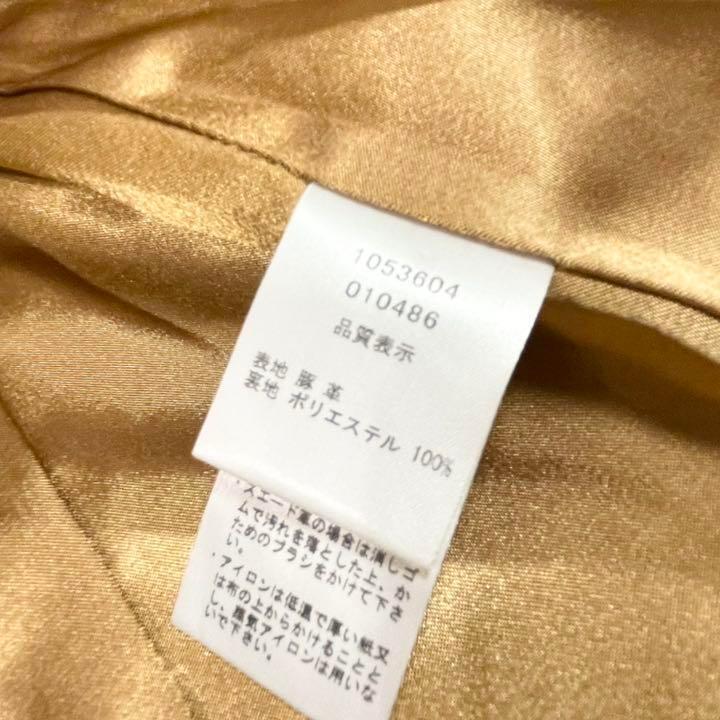 1053604
010486
品質表示
表地 豚 革
裏地 ポリエステル 100%
・スエード革の場合は消しゴ
ムで汚れを落とした上、か
ためのブラシをかけて下さ
い。
・アイロンは低温で厚い紙又
は布の上からかけることと
し、蒸気アイロンは用いな
いで下さい。